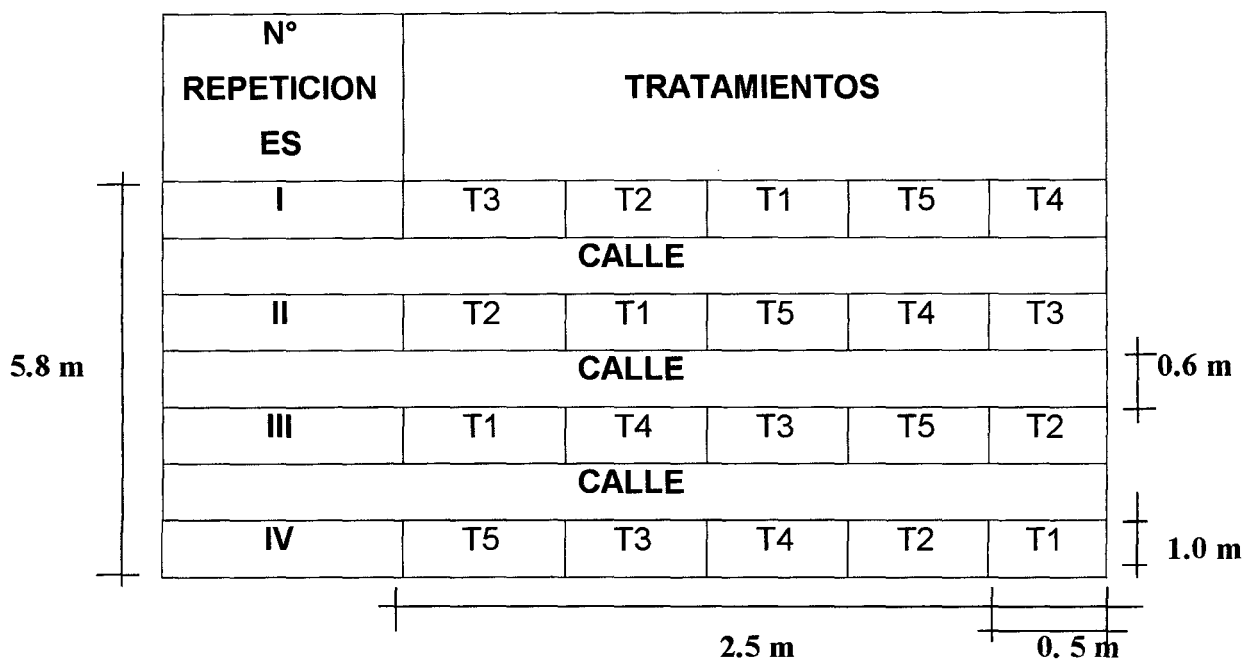 N°
REPETICION
ES
TRATAMIENTOS
I T3 T2 T1 T5 T4
CALLE
II T2 T1 T5 T4 T3
5.8 m CALLE 0.6 m
III T1 T4 T3 T5 T2
CALLE
IV T5 T3 T4 T2 T1
1.0 m
2.5 m 0. 5 m